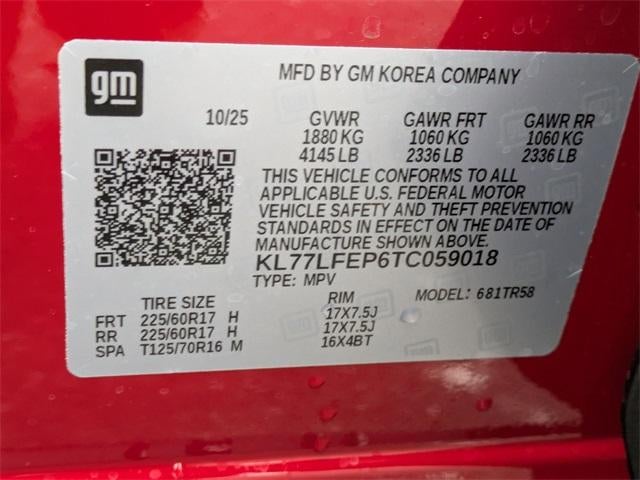 gm
MFD BY GM KOREA COMPANY
10/25 GVWR GAWR FRT GAWR RR
1880 KG 1060 KG 1060 KG
4145 LB 2336 LB 2336 LB
THIS VEHICLE CONFORMS TO ALL
APPLICABLE U.S. FEDERAL MOTOR
VEHICLE SAFETY AND THEFT PREVENTION
STANDARDS IN EFFECT ON THE DATE OF
MANUFACTURE SHOWN ABOVE.
KL77LFEP6TC059018
TYPE: MPV MODEL: 681TR58
TIRE SIZE RIM
FRT 225/60R17 H 17X7.5J
RR 225/60R17 H 17X7.5J
SPA T125/70R16 M 16X4BT